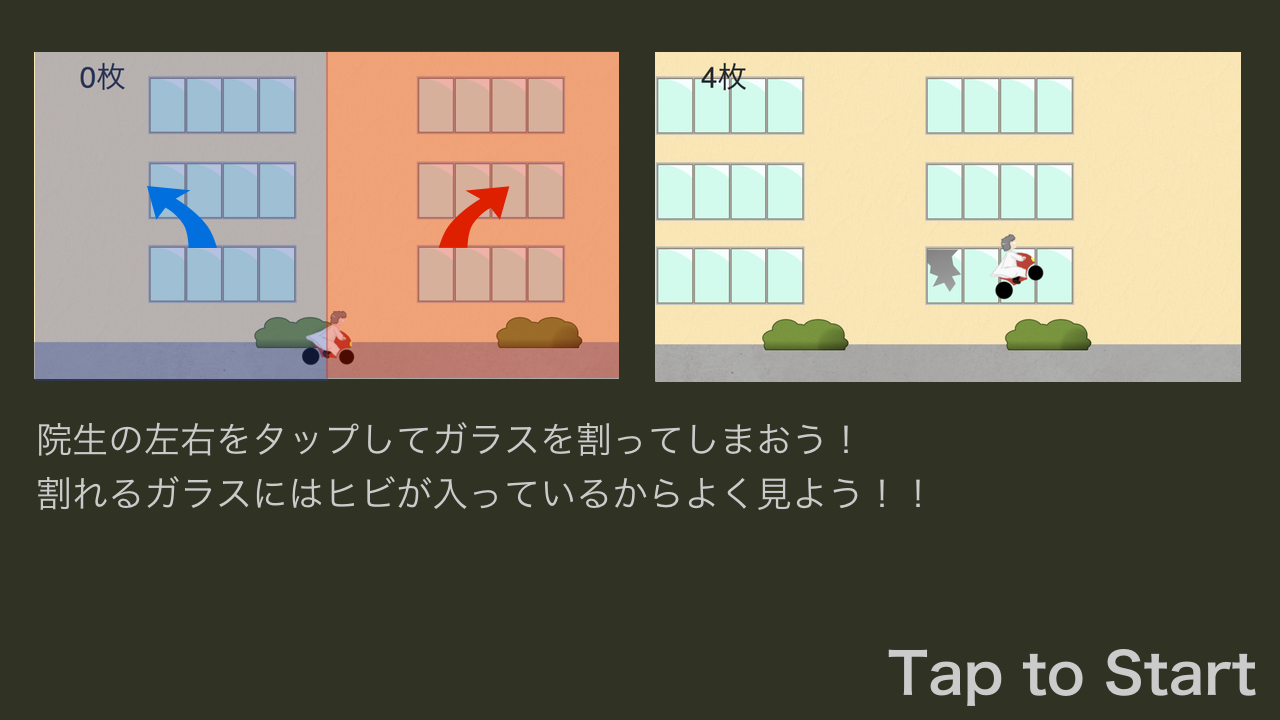 0枚
4枚
院生の左右をタップしてガラスを割ってしまおう！
割れるガラスにはヒビが入っているからよく見よう！！
Tap to Start